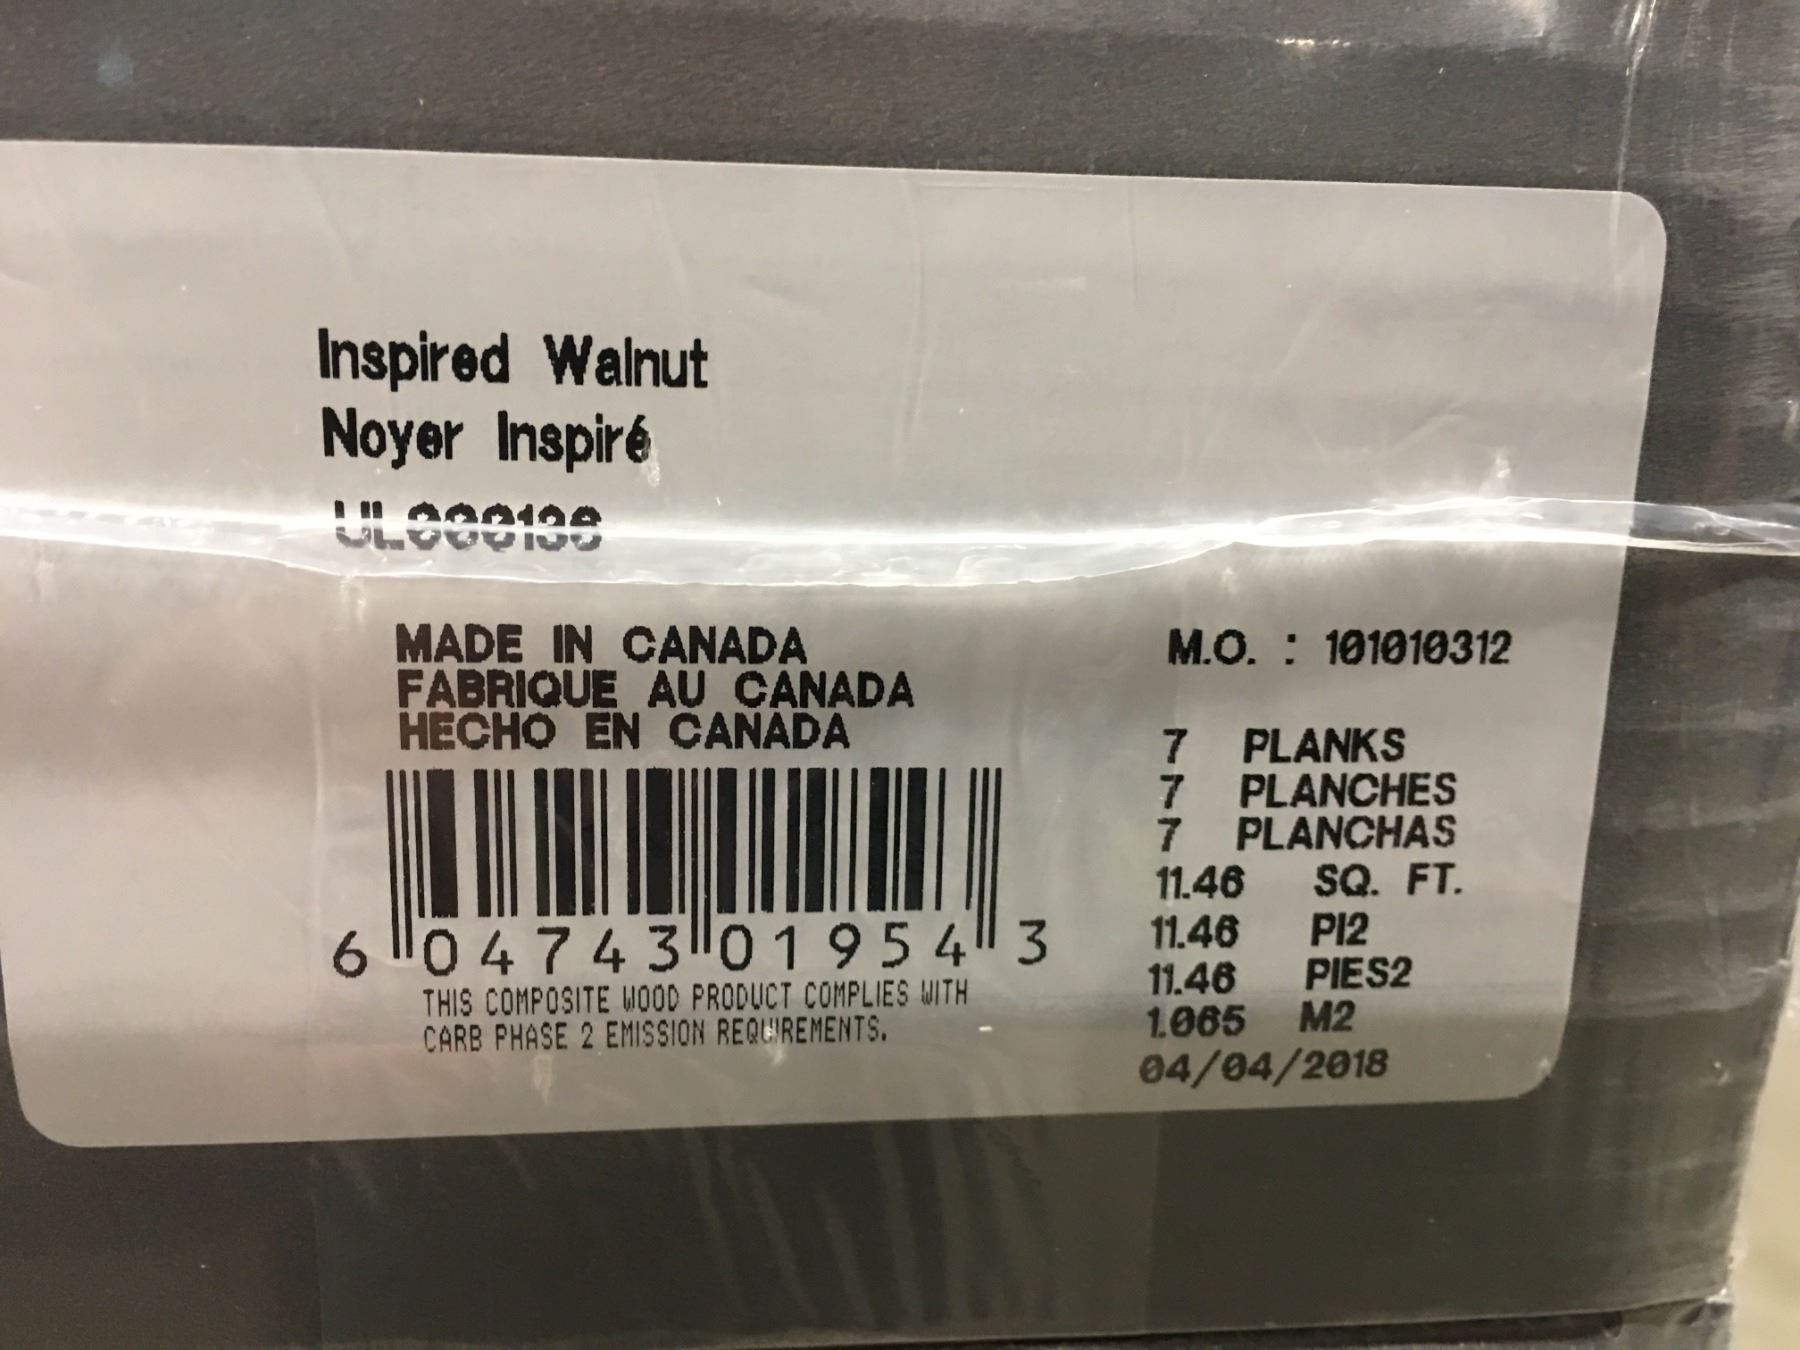 Inspired Walnut
Noyer Inspiré
UL000136
MADE IN CANADA
FABRIQUE AU CANADA
HECHO EN CANADA
6 04743 01954 3
THIS COMPOSITE WOOD PRODUCT COMPLIES WITH
CARB PHASE 2 EMISSION REQUIREMENTS.
M.O. : 101010312
7 PLANKS
7 PLANCHES
7 PLANCHAS
11.46 SQ. FT.
11.46 PI2
11.46 PIES2
1.065 M2
04/04/2018